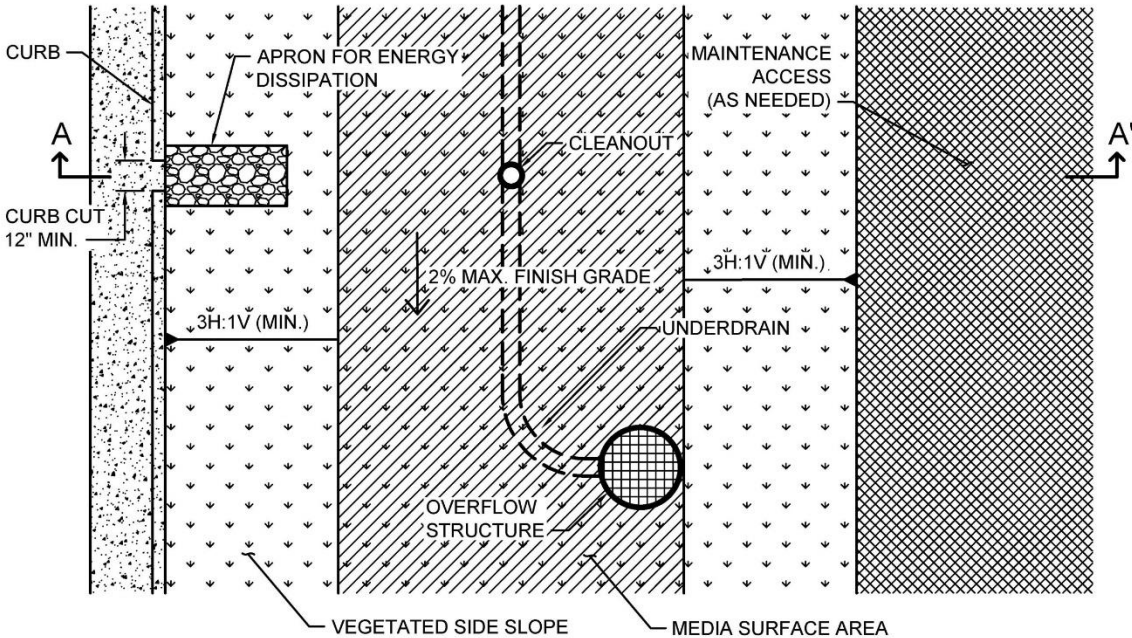 CURB
APRON FOR ENERGY
DISSIPATION
MAINTENANCE
ACCESS
(AS NEEDED)
A
A'
CLEANOUT
CURB CUT
12" MIN.
2% MAX. FINISH GRADE
3H:1V (MIN.)
3H:1V (MIN.)
UNDERDRAIN
OVERFLOW
STRUCTURE
VEGETATED SIDE SLOPE
MEDIA SURFACE AREA